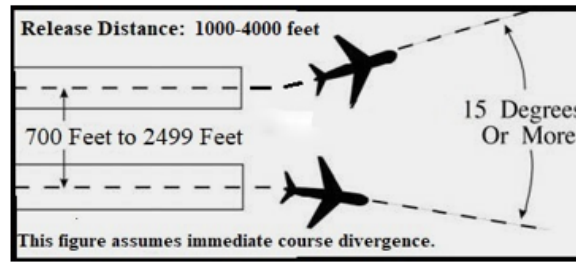 Release Distance: 1000-4000 feet
15 Degrees
Or More
700 Feet to 2499 Feet
This figure assumes immediate course divergence.